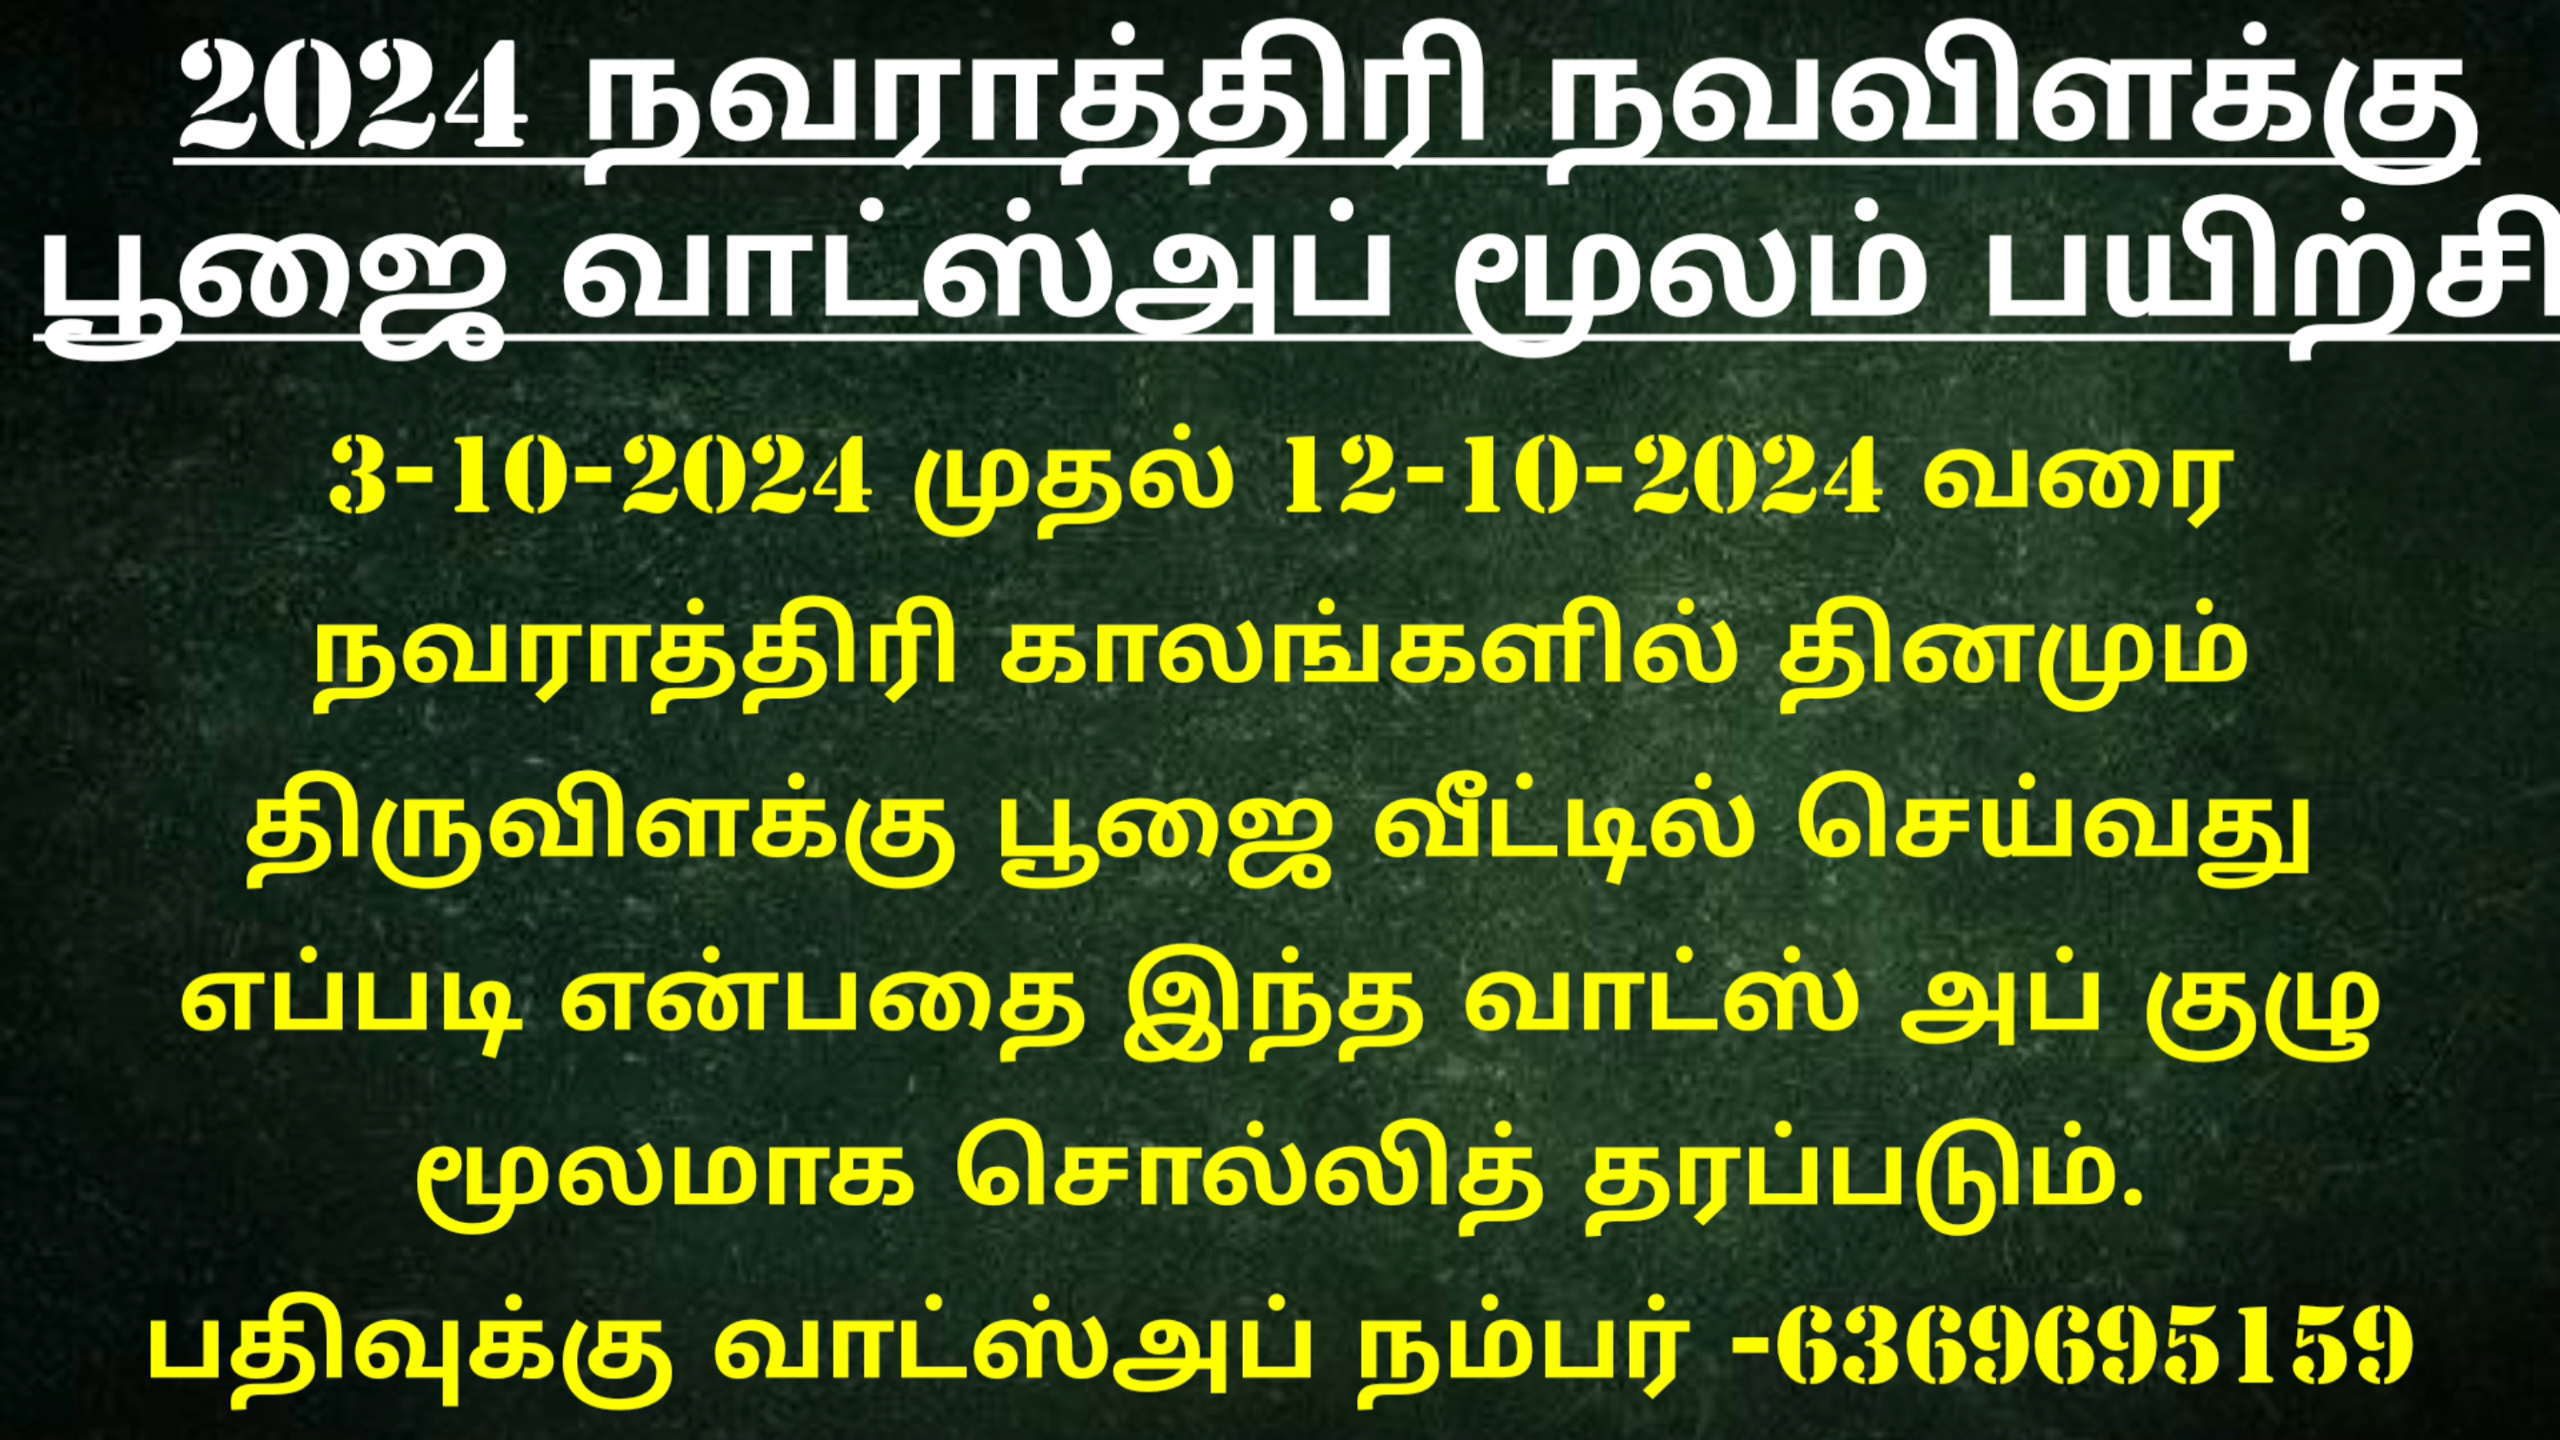 2024 நவராத்திரி நவவிளக்கு
பூஜை வாட்ஸ்அப் மூலம் பயிற்சி
3-10-2024 முதல் 12-10-2024 வரை
நவராத்திரி காலங்களில் தினமும்
திருவிளக்கு பூஜை வீட்டில் செய்வது
எப்படி என்பதை இந்த வாட்ஸ் அப் குழு
மூலமாக சொல்லித் தரப்படும்.
பதிவுக்கு வாட்ஸ்அப் நம்பர் -6369695159